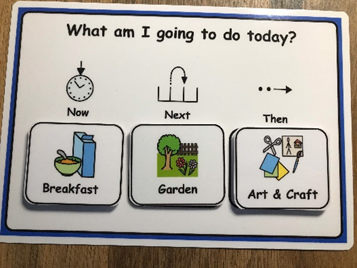 What am I going to do today?
Now
Next
Then
Breakfast
Garden
Art & Craft